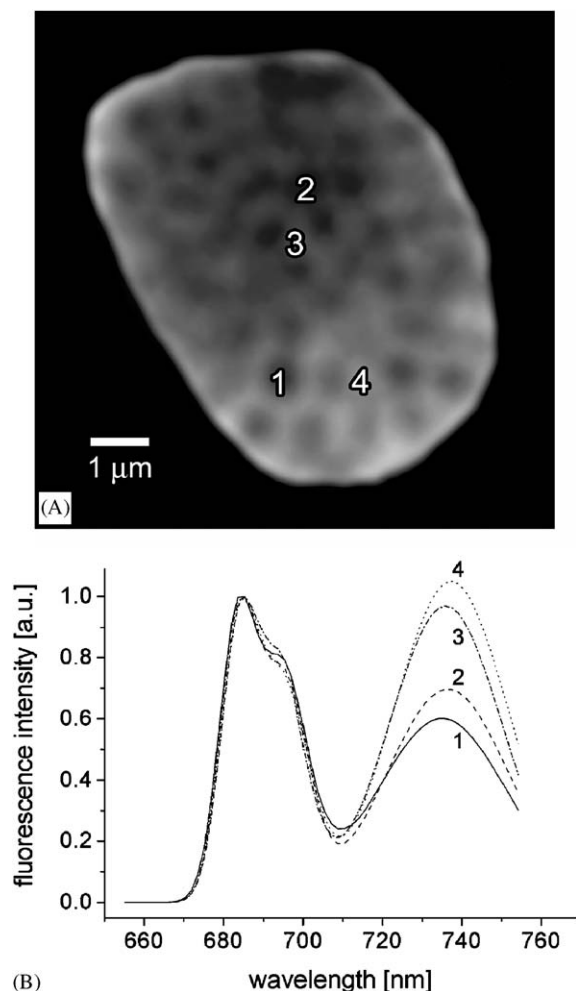 2
3
1
4
1 μm
(A)
fluorescence intensity [a.u.]
1.0
0.8
0.6
0.4
0.2
0.0
4
3
2
1
660 680 700 720 740 760
wavelength [nm]
(B)